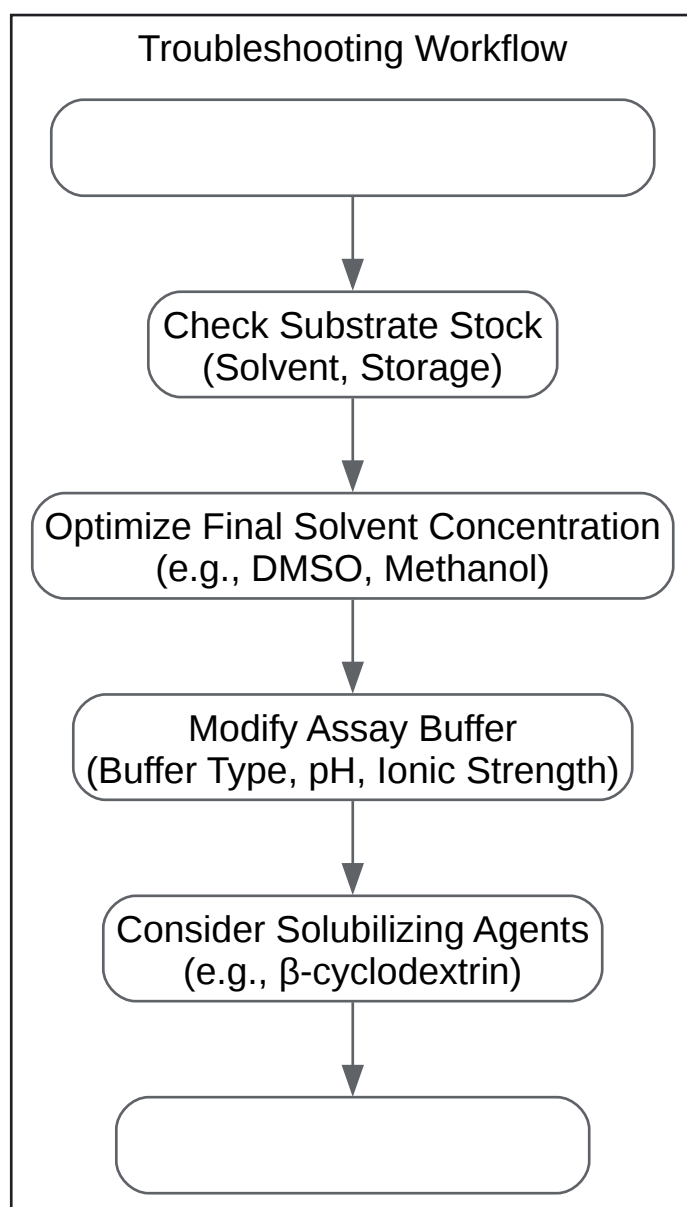 Troubleshooting Workflow
Check Substrate Stock
(Solvent, Storage)
Optimize Final Solvent Concentration
(e.g., DMSO, Methanol)
Modify Assay Buffer
(Buffer Type, pH, Ionic Strength)
Consider Solubilizing Agents
(e.g., β-cyclodextrin)